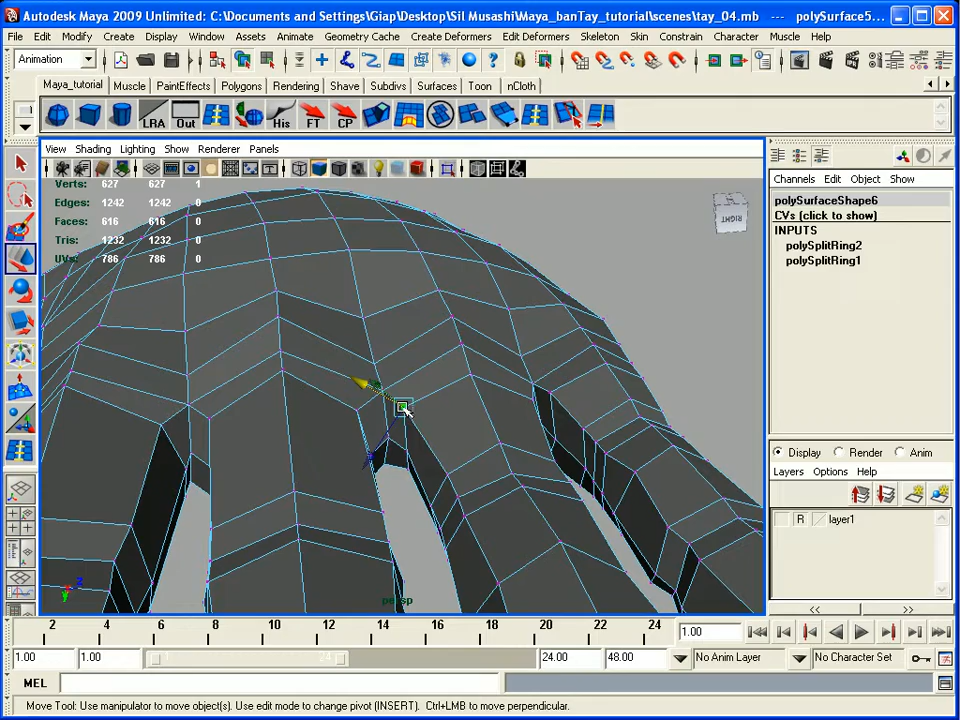 Autodesk Maya 2009 Unlimited: C:\Documents and Settings\Giap\Desktop\Sil Musashi\Maya_banTay_tutorial\scenes\tay_04.mb --- polySurface5...
File Edit Modify Create Display Window Assets Animate Geometry Cache Create Deformers Edit Deformers Skeleton Skin Constrain Character Muscle Help
Animation
Maya_tutorial Muscle PaintEffects Polygons Rendering Shave Subdivs Surfaces Toon nCloth
LRA Out His FT CP
View Shading Lighting Show Renderer Panels
Channels Edit Object Show
Verts: 627 627 1
Edges: 1242 1242 0
Faces: 616 616 0
Tris: 1232 1232 0
UVs: 786 786 0
RIGHT
polySurfaceShape6
CVs (click to show)
INPUTS
polySplitRing2
polySplitRing1
Display Render Anim
Layers Options Help
R layer1
z
y
persp
<< >>
2 4 6 8 10 12 14 16 18 20 22 24
1.00
1.00 1.00 24.00 48.00 No Anim Layer No Character Set
MEL
Move Tool: Use manipulator to move object(s). Use edit mode to change pivot (INSERT). Ctrl+LMB to move perpendicular.